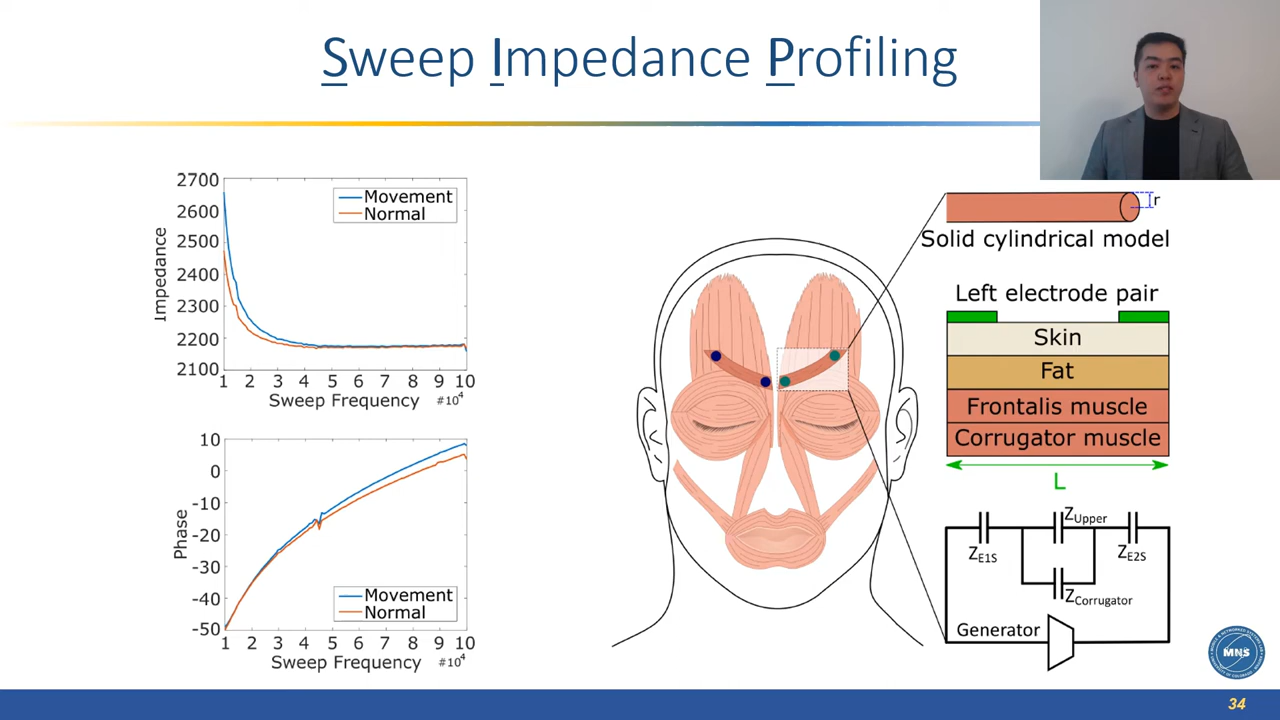 Sweep Impedance Profiling
2700
2600
2500
2400
2300
2200
2100
Impedance
Movement
Normal
1 2 3 4 5 6 7 8 9 10
Sweep Frequency #10⁴
10
0
-10
-20
-30
-40
-50
Phase
Movement
Normal
1 2 3 4 5 6 7 8 9 10
Sweep Frequency #10⁴
r
Solid cylindrical model
Left electrode pair
Skin
Fat
Frontalis muscle
Corrugator muscle
L
Z_Upper
Z_E1S
Z_E2S
Z_Corrugator
Generator
MNS
34